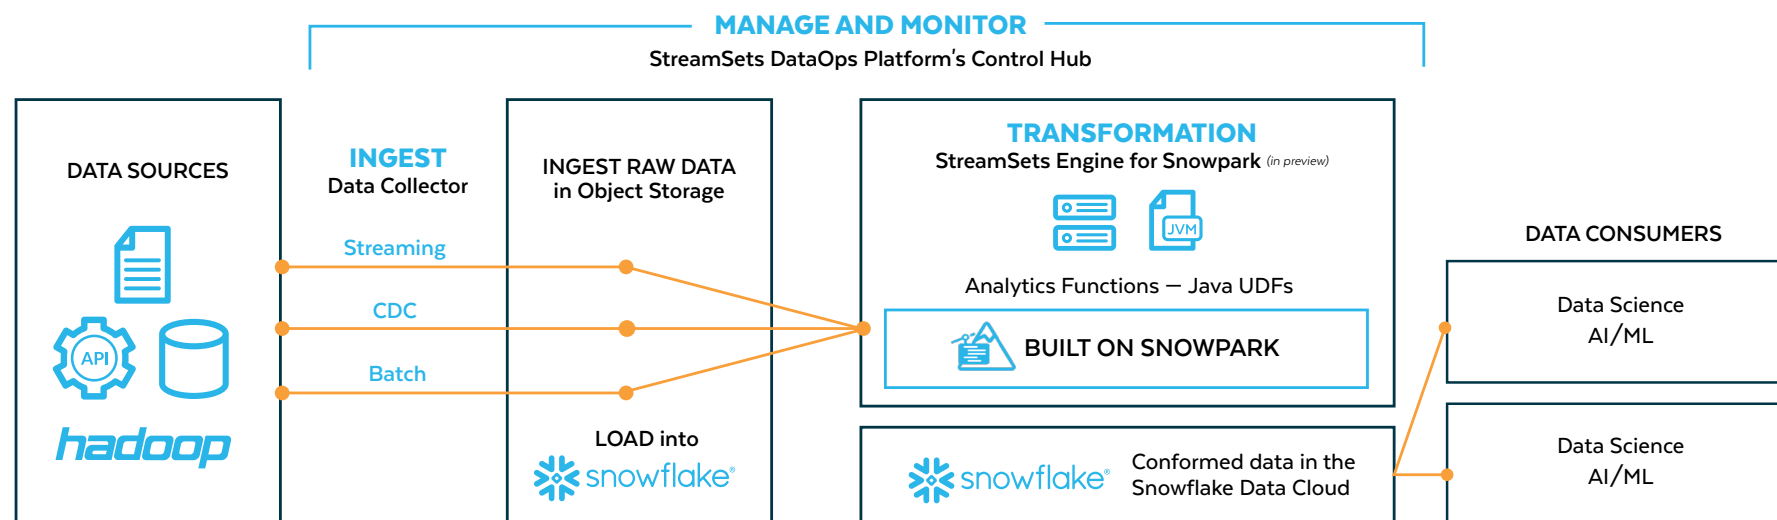 MANAGE AND MONITOR
StreamSets DataOps Platform's Control Hub
DATA SOURCES
API
hadoop
INGEST
Data Collector
Streaming
CDC
Batch
INGEST RAW DATA
in Object Storage
LOAD into
snowflake®
TRANSFORMATION
StreamSets Engine for Snowpark (in preview)
JVM
Analytics Functions — Java UDFs
BUILT ON SNOWPARK
snowflake®
Conformed data in the
Snowflake Data Cloud
DATA CONSUMERS
Data Science
AI/ML
Data Science
AI/ML